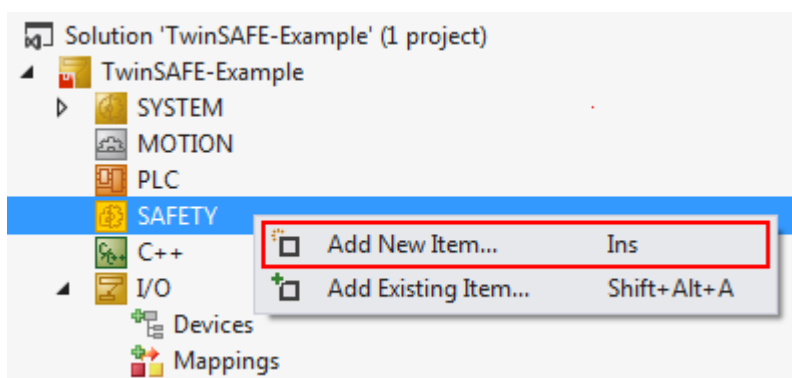 Solution 'TwinSAFE-Example' (1 project)
TwinSAFE-Example
SYSTEM
MOTION
PLC
SAFETY
Add New Item... Ins
C++
Add Existing Item... Shift+Alt+A
I/O
Devices
Mappings